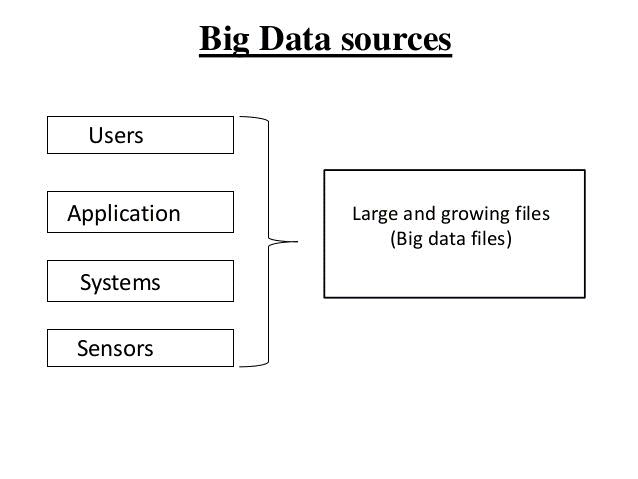 Big Data sources
Users
Application
Systems
Sensors
Large and growing files
(Big data files)